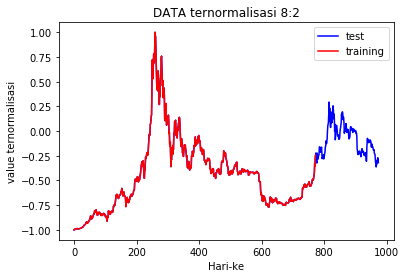 DATA ternormalisasi 8:2
test
training
value ternormalisasi
1.00
0.75
0.50
0.25
0.00
−0.25
−0.50
−0.75
−1.00
0 200 400 600 800 1000
Hari-ke